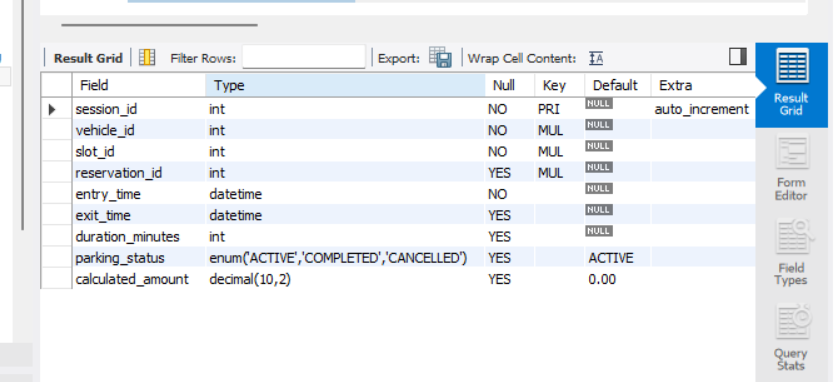 Result Grid Filter Rows: Export: Wrap Cell Content:
Field Type Null Key Default Extra
session_id int NO PRI NULL auto_increment
vehicle_id int NO MUL NULL
slot_id int NO MUL NULL
reservation_id int YES MUL NULL
entry_time datetime NO NULL
exit_time datetime YES NULL
duration_minutes int YES NULL
parking_status enum('ACTIVE','COMPLETED','CANCELLED') YES ACTIVE
calculated_amount decimal(10,2) YES 0.00
Result
Grid
Form
Editor
Field
Types
Query
Stats